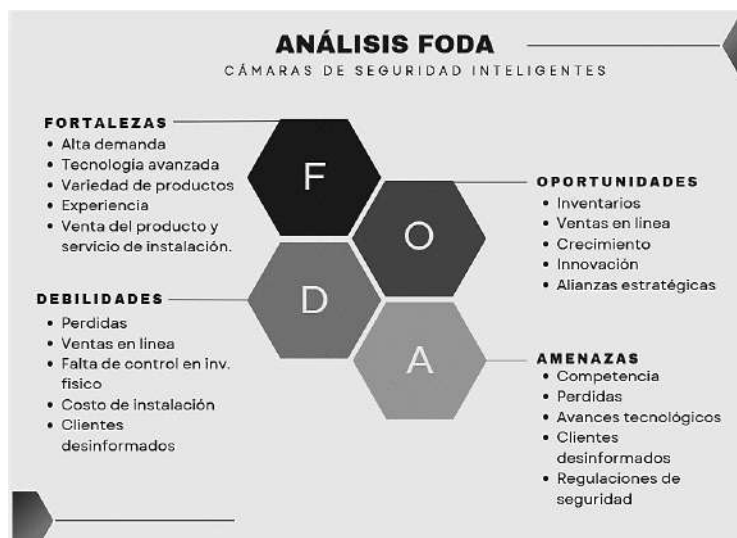 ANÁLISIS FODA
CÁMARAS DE SEGURIDAD INTELIGENTES
FORTALEZAS
• Alta demanda
• Tecnología avanzada
• Variedad de productos
• Experiencia
• Venta del producto y
servicio de instalación.
F
OPORTUNIDADES
• Inventarios
• Ventas en linea
• Crecimiento
• Innovación
• Alianzas estratégicas
O
DEBILIDADES
• Perdidas
• Ventas en linea
• Falta de control en inv.
fisico
• Costo de instalación
• Clientes
desinformados
D
AMENAZAS
• Competencia
• Perdidas
• Avances tecnológicos
• Clientes
desinformados
• Regulaciones de
seguridad
A